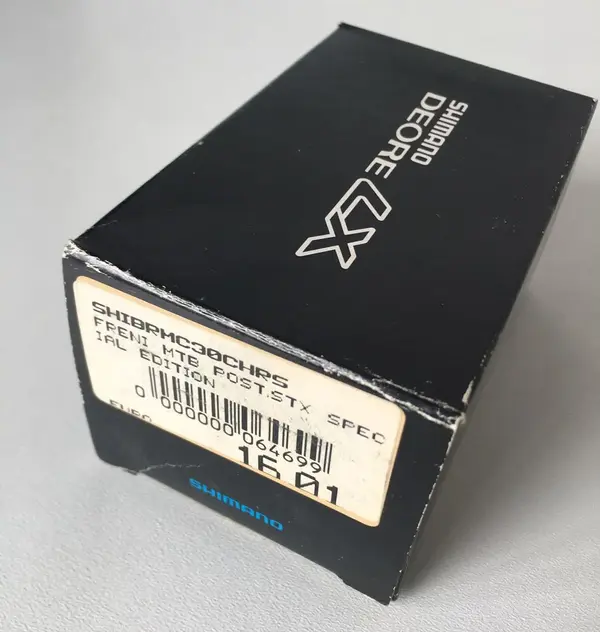 SHIMANO
DEORE LX
SHIBRMC30CHRS
FRENI MTB POST.STX SPEC
IAL EDITION
0 000000 064699
EURO
16,01
SHIMANO